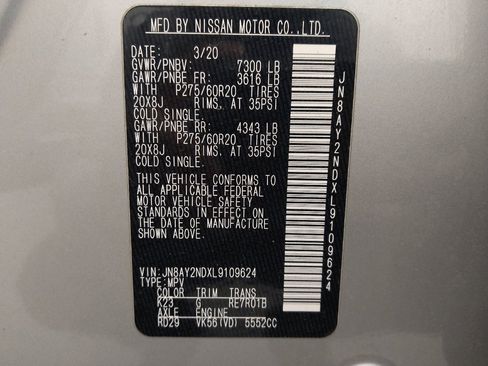 MFD BY NISSAN MOTOR CO.,LTD.
DATE: 3/20
GVWR/PNBV: 7300 LB
GAWR/PNBE FR: 3616 LB
WITH P275/60R20 TIRES
20X8J RIMS, AT 35PSI
COLD SINGLE.
GAWR/PNBE RR: 4343 LB
WITH P275/60R20 TIRES
20X8J RIMS, AT 35PSI
COLD SINGLE.
THIS VEHICLE CONFORMS TO
ALL APPLICABLE FEDERAL
MOTOR VEHICLE SAFETY
STANDARDS IN EFFECT
ON THE DATE OF MANUFACTURE
SHOWN ABOVE.
VIN: JN8AY2NDXL9109624
TYPE: MPV
COLOR TRIM TRANS
K23 G RE7R01B
AXLE ENGINE
RD29 VK56(VD) 5552CC
JN8AY2NDXL9109624